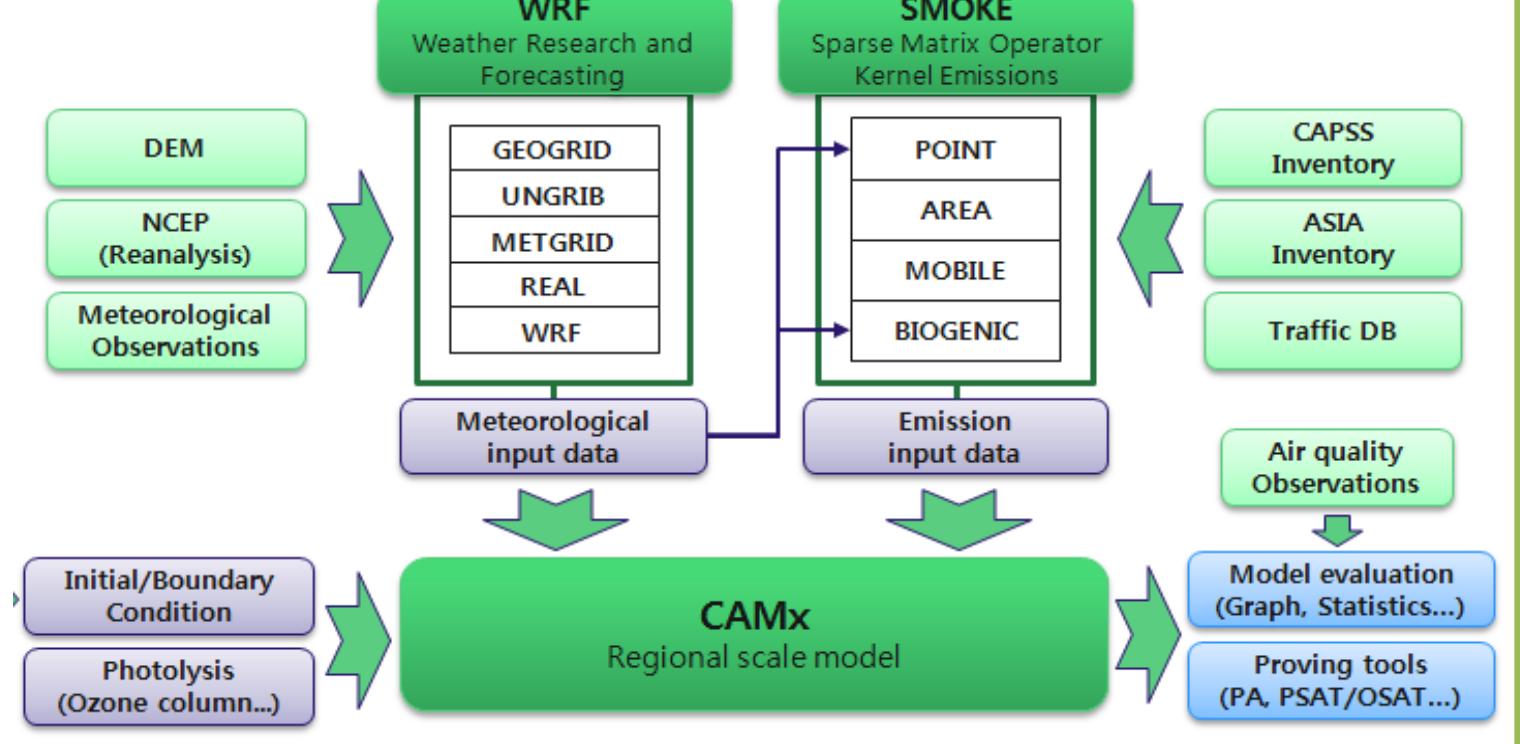 WRF
Weather Research and
Forecasting
SMOKE
Sparse Matrix Operator
Kernel Emissions
DEM
NCEP
(Reanalysis)
Meteorological
Observations
GEOGRID
UNGRIB
METGRID
REAL
WRF
POINT
AREA
MOBILE
BIOGENIC
CAPSS
Inventory
ASIA
Inventory
Traffic DB
Meteorological
input data
Emission
input data
Air quality
Observations
Initial/Boundary
Condition
Photolysis
(Ozone column...)
CAMx
Regional scale model
Model evaluation
(Graph, Statistics...)
Proving tools
(PA, PSAT/OSAT...)